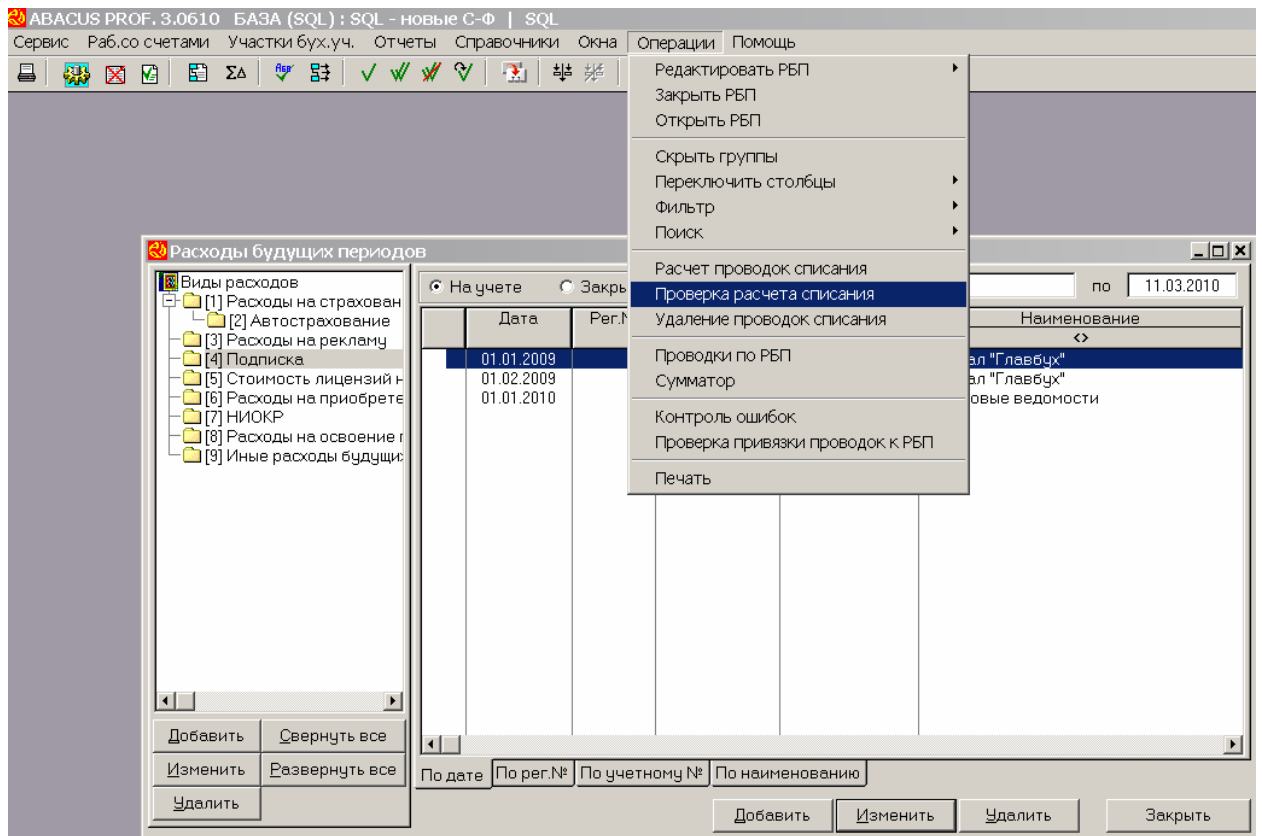 ABACUS PROF. 3.0610 БАЗА (SQL) : SQL - новые С-Ф | SQL
Сервис Раб.со счетами Участки бух.уч. Отчеты Справочники Окна Операции Помощь
Редактировать РБП
Закрыть РБП
Открыть РБП
Скрыть группы
Переключить столбцы
Фильтр
Поиск
Расчет проводок списания
Проверка расчета списания
Удаление проводок списания
Проводки по РБП
Сумматор
Контроль ошибок
Проверка привязки проводок к РБП
Печать
Расходы будущих периодов
Виды расходов
[1] Расходы на страхован
[2] Автострахование
[3] Расходы на рекламу
[4] Подписка
[5] Стоимость лицензий н
[6] Расходы на приобрете
[7] НИОКР
[8] Расходы на освоение п
[9] Иные расходы будущи
Добавить Свернуть все
Изменить Развернуть все
Удалить
На учете Закры по 11.03.2010
Дата Рег.№ Наименование
<>
01.01.2009 ал "Главбух"
01.02.2009 ал "Главбух"
01.01.2010 овые ведомости
По дате По рег.№ По учетному № По наименованию
Добавить Изменить Удалить Закрыть